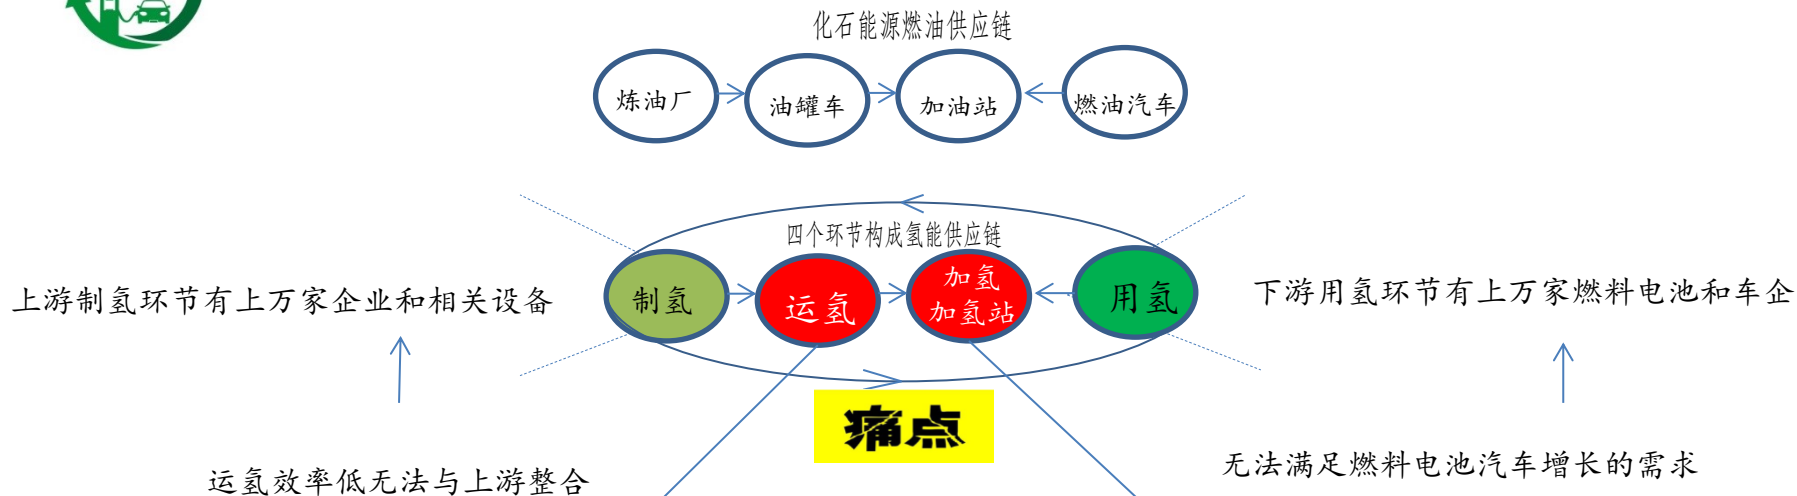 化石能源燃油供应链
炼油厂
油罐车
加油站
燃油汽车
四个环节构成氢能供应链
制氢
运氢
加氢
加氢站
用氢
上游制氢环节有上万家企业和相关设备
下游用氢环节有上万家燃料电池和车企
痛点
运氢效率低无法与上游整合
无法满足燃料电池汽车增长的需求